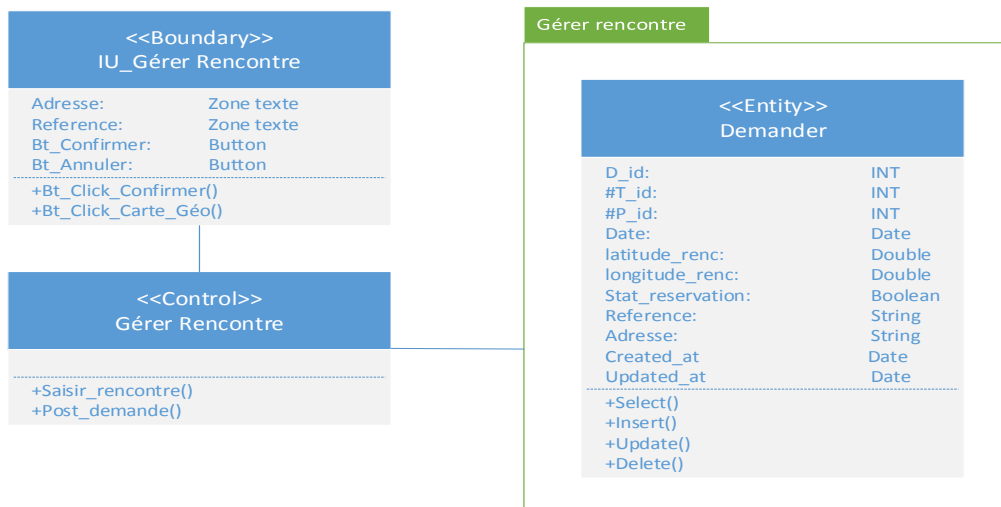 <<Boundary>>
IU_Gérer Rencontre
Adresse: Zone texte
Reference: Zone texte
Bt_Confirmer: Button
Bt_Annuler: Button
+Bt_Click_Confirmer()
+Bt_Click_Carte_Géo()
<<Control>>
Gérer Rencontre
+Saisir_rencontre()
+Post_demande()
Gérer rencontre
<<Entity>>
Demander
D_id: INT
#T_id: INT
#P_id: INT
Date: Date
latitude_renc: Double
longitude_renc: Double
Stat_reservation: Boolean
Reference: String
Adresse: String
Created_at Date
Updated_at Date
+Select()
+Insert()
+Update()
+Delete()